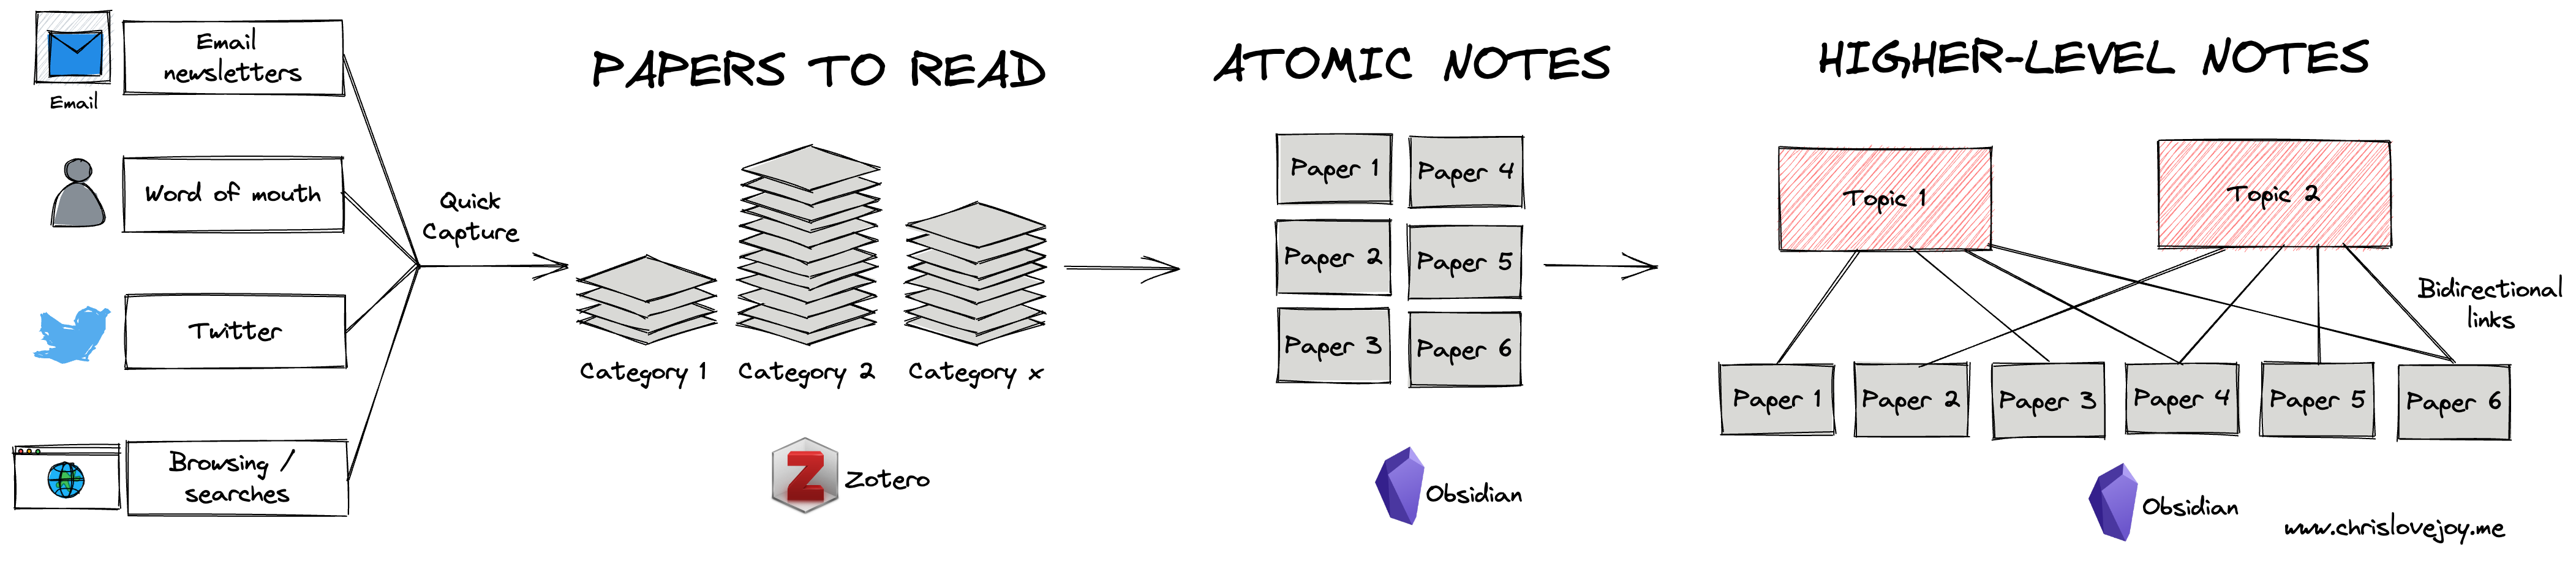 Email
newsletters
Email
Word of mouth
Twitter
Browsing /
searches
Quick
Capture
PAPERS TO READ
Category 1
Category 2
Category x
Zotero
ATOMIC NOTES
Paper 1
Paper 4
Paper 2
Paper 5
Paper 3
Paper 6
Obsidian
HIGHER-LEVEL NOTES
Topic 1
Topic 2
Bidirectional
links
Paper 1
Paper 2
Paper 3
Paper 4
Paper 5
Paper 6
Obsidian
www.chrislovejoy.me